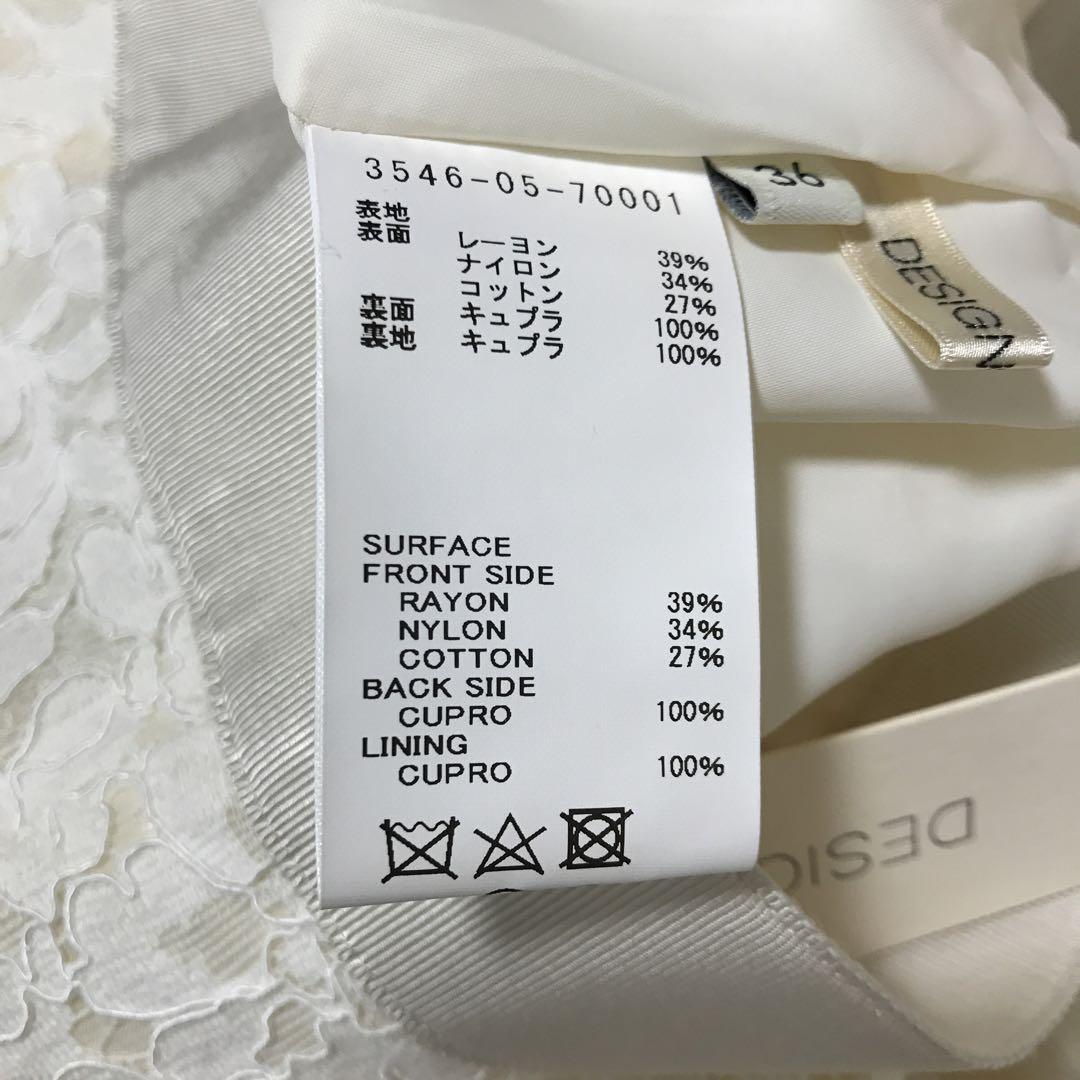 3546-05-70001
表地
表面 レーヨン 39%
ナイロン 34%
コットン 27%
裏面 キュプラ 100%
裏地 キュプラ 100%
SURFACE
FRONT SIDE
RAYON 39%
NYLON 34%
COTTON 27%
BACK SIDE
CUPRO 100%
LINING
CUPRO 100%
36
DESIGN
DESIG